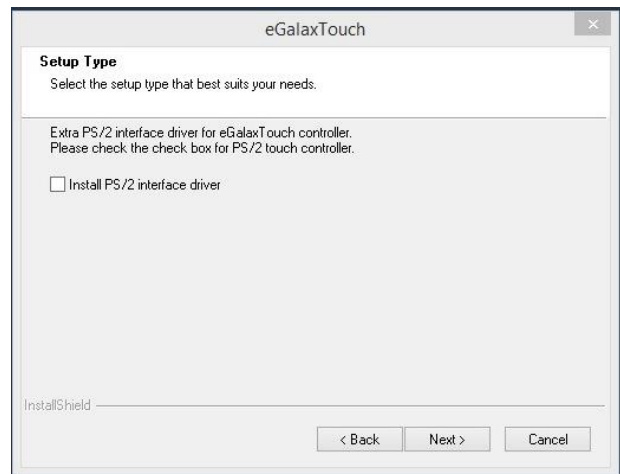 eGalaxTouch
Setup Type
Select the setup type that best suits your needs.
Extra PS/2 interface driver for eGalaxTouch controller.
Please check the check box for PS/2 touch controller.
Install PS/2 interface driver
InstallShield
< Back Next > Cancel